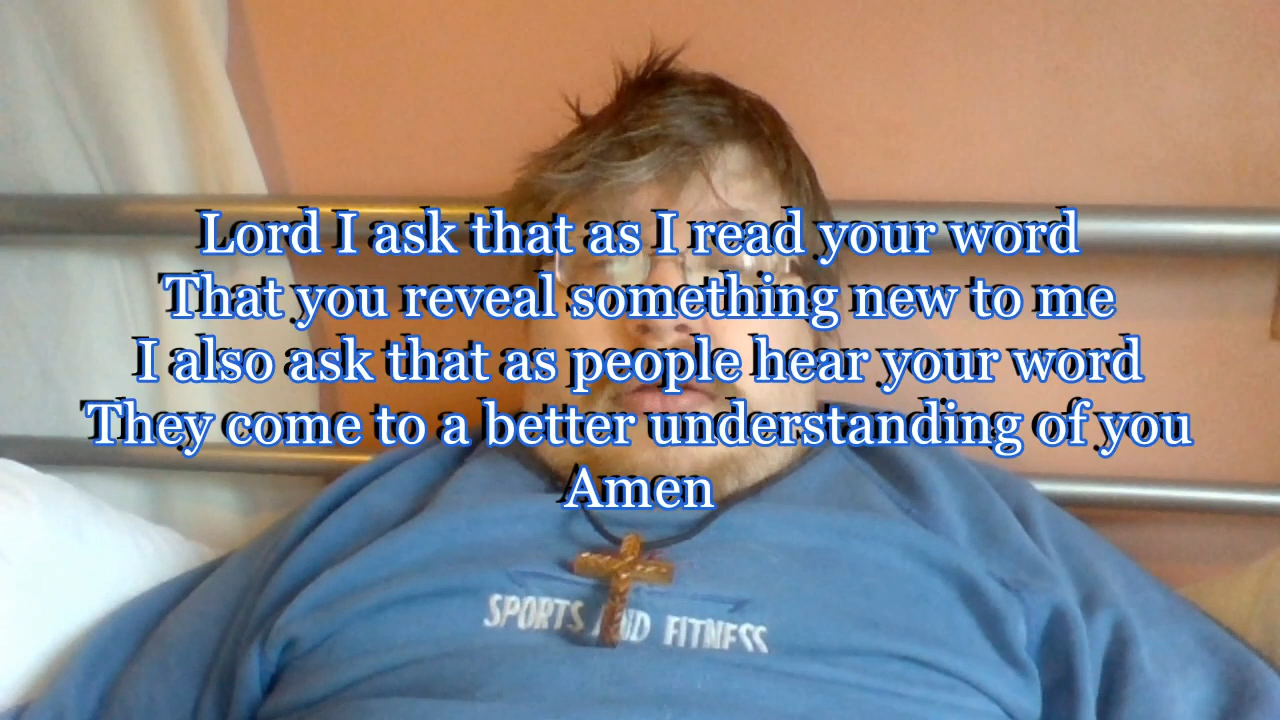 Lord I ask that as I read your word
That you reveal something new to me
I also ask that as people hear your word
They come to a better understanding of you
Amen
SPORTS AND FITNESS